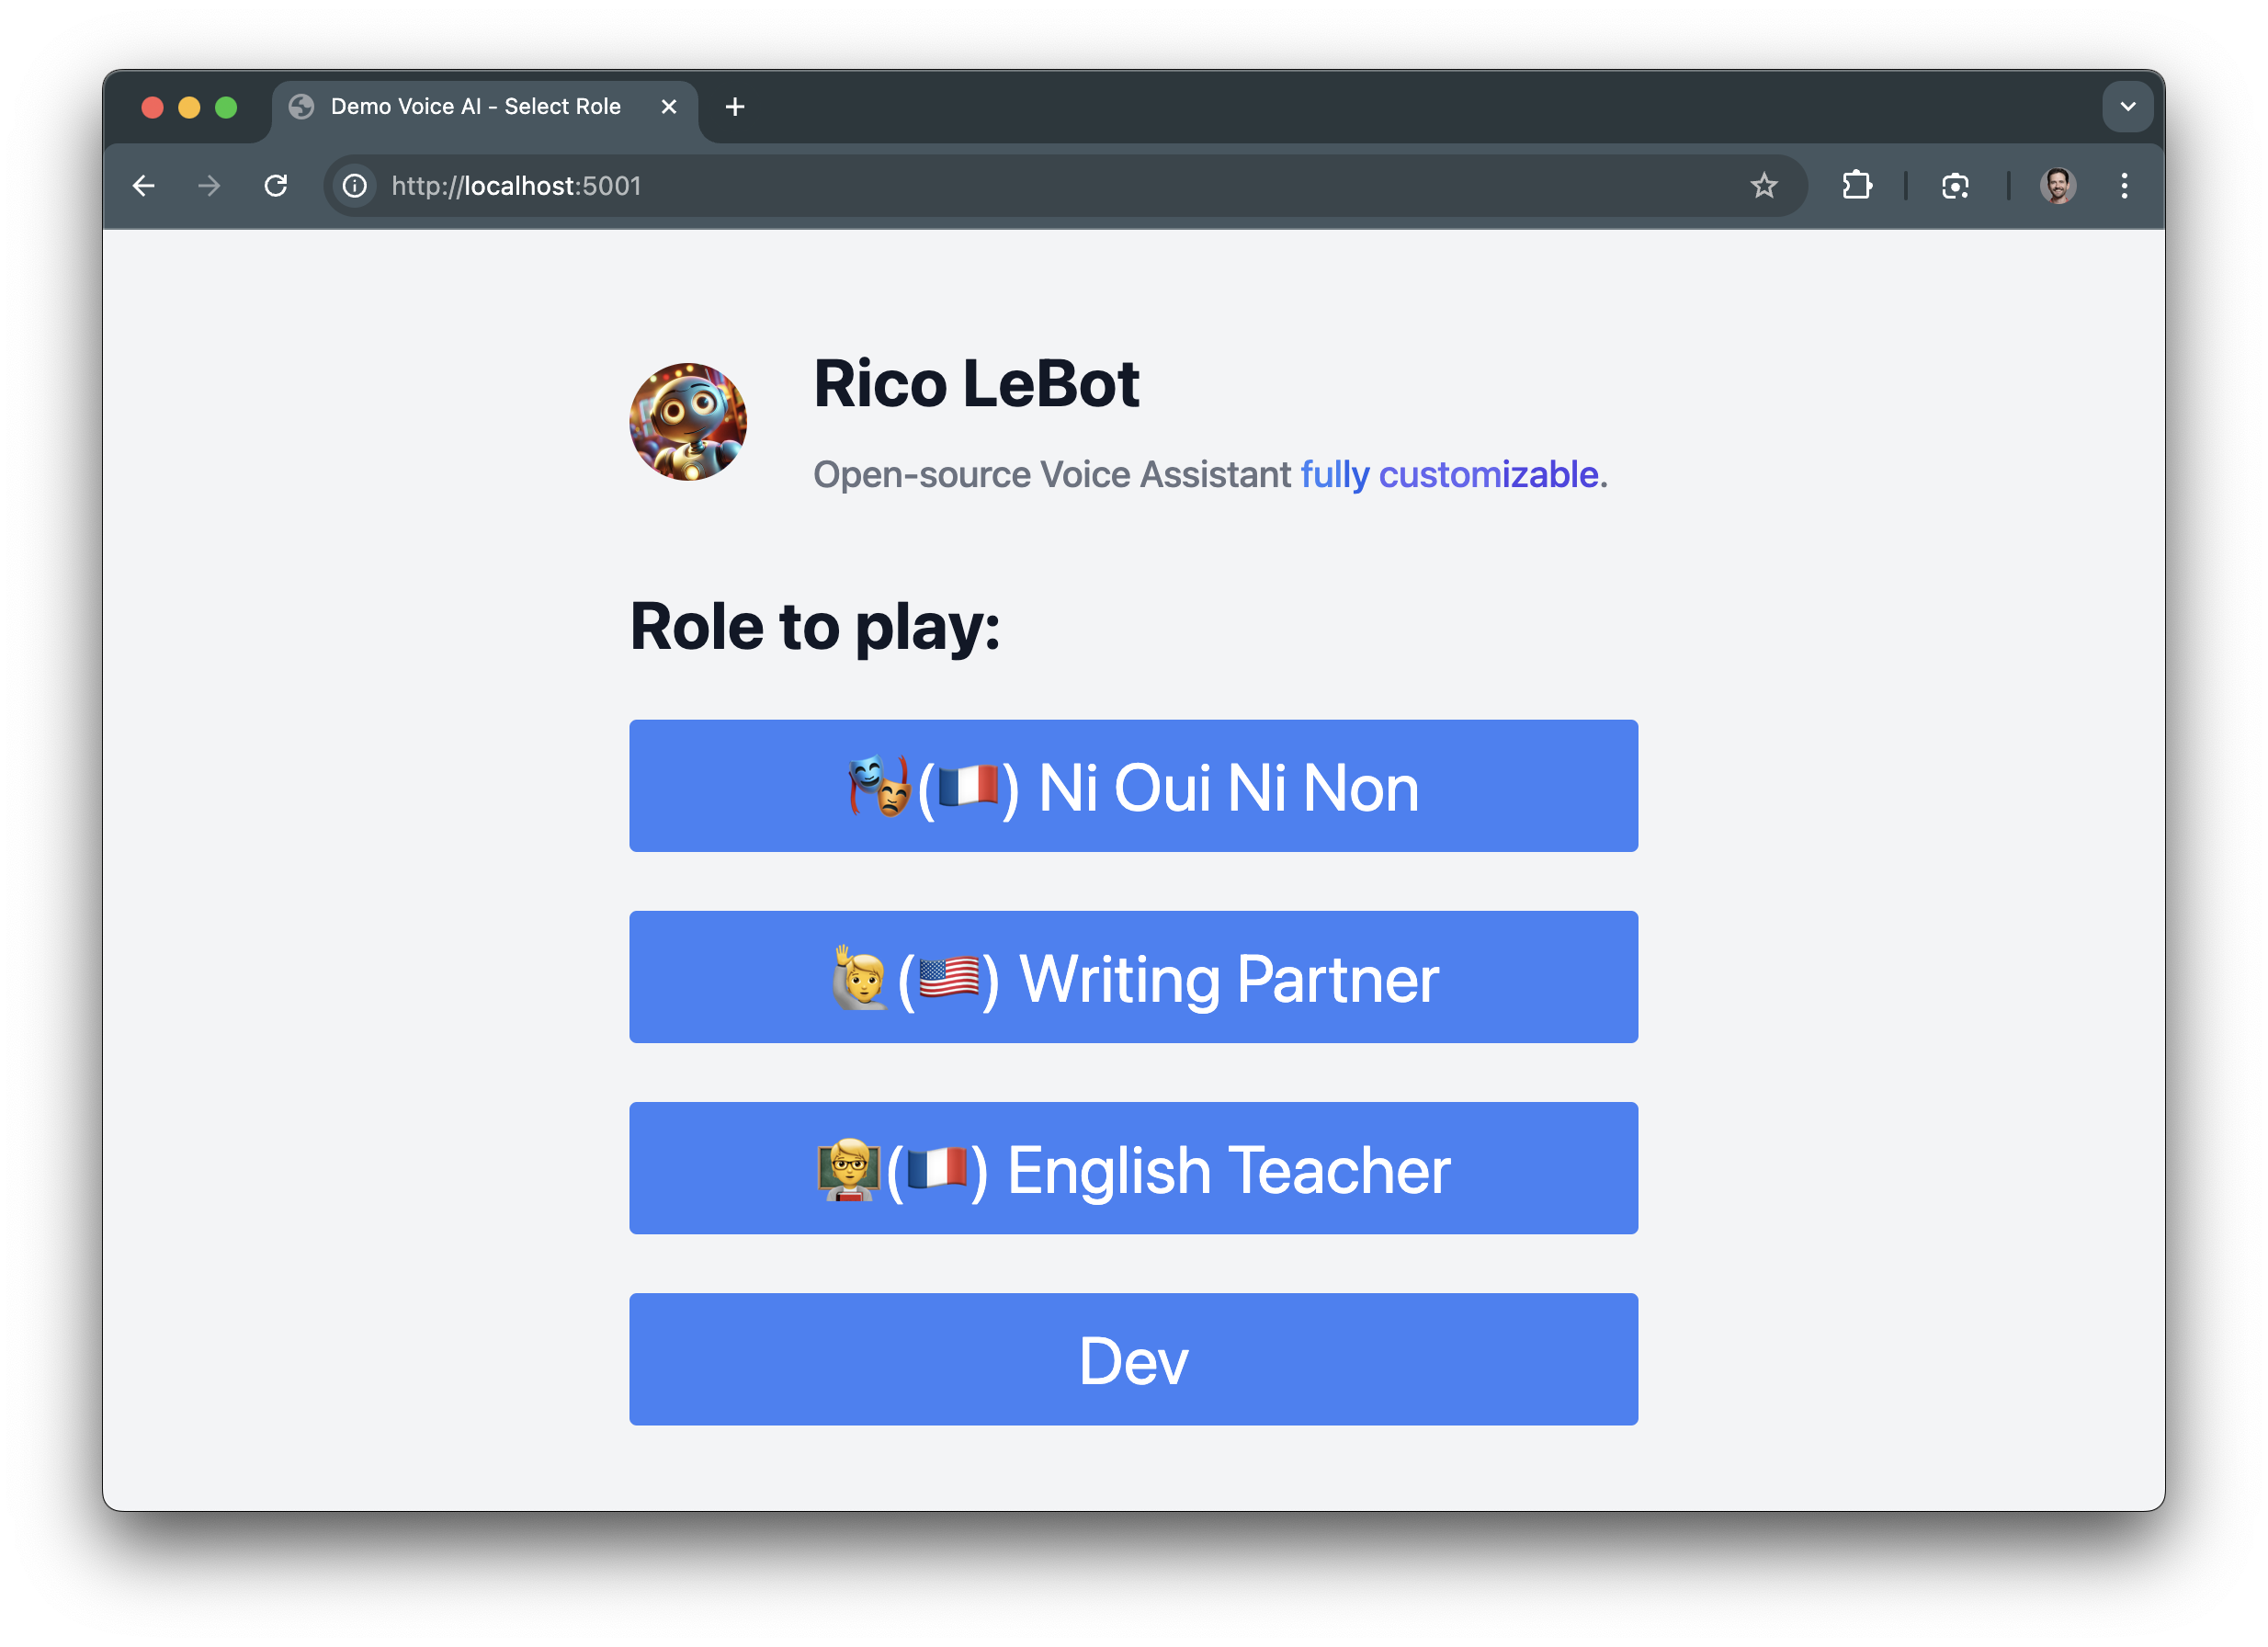 Demo Voice AI - Select Role
http://localhost:5001
Rico LeBot
Open-source Voice Assistant fully customizable.
Role to play:
🎭(🇫🇷) Ni Oui Ni Non
🙋(🇺🇸) Writing Partner
🧑‍🏫(🇫🇷) English Teacher
Dev